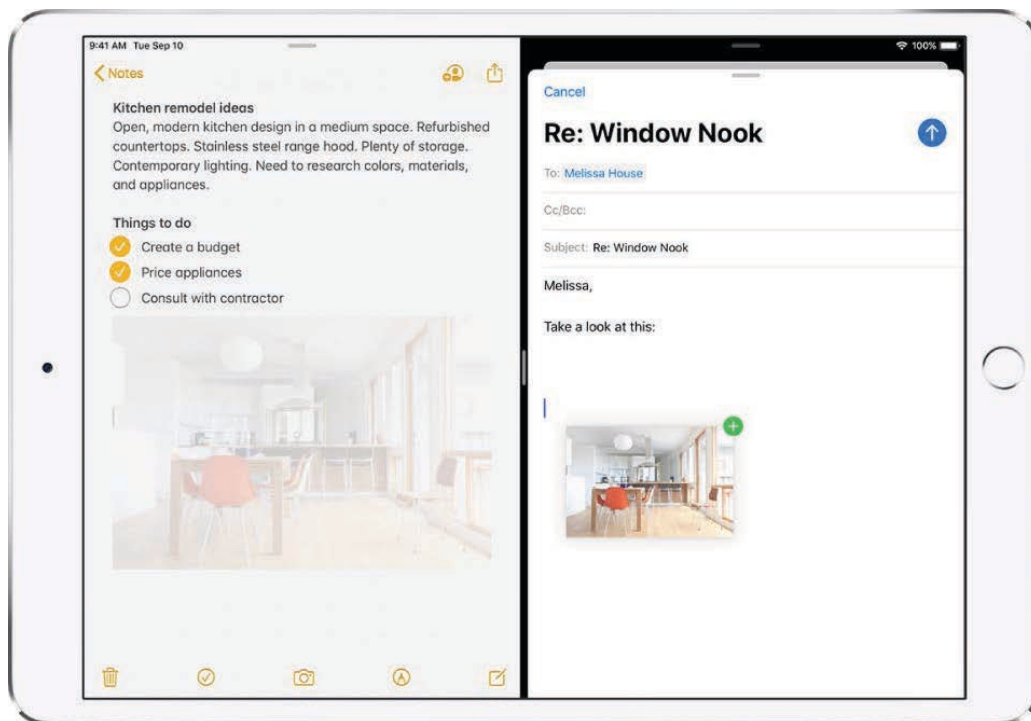 9:41 AM Tue Sep 10
Notes
Kitchen remodel ideas
Open, modern kitchen design in a medium space. Refurbished
countertops. Stainless steel range hood. Plenty of storage.
Contemporary lighting. Need to research colors, materials,
and appliances.
Things to do
Create a budget
Price appliances
Consult with contractor
100%
Cancel
Re: Window Nook
To: Melissa House
Cc/Bcc:
Subject: Re: Window Nook
Melissa,
Take a look at this: